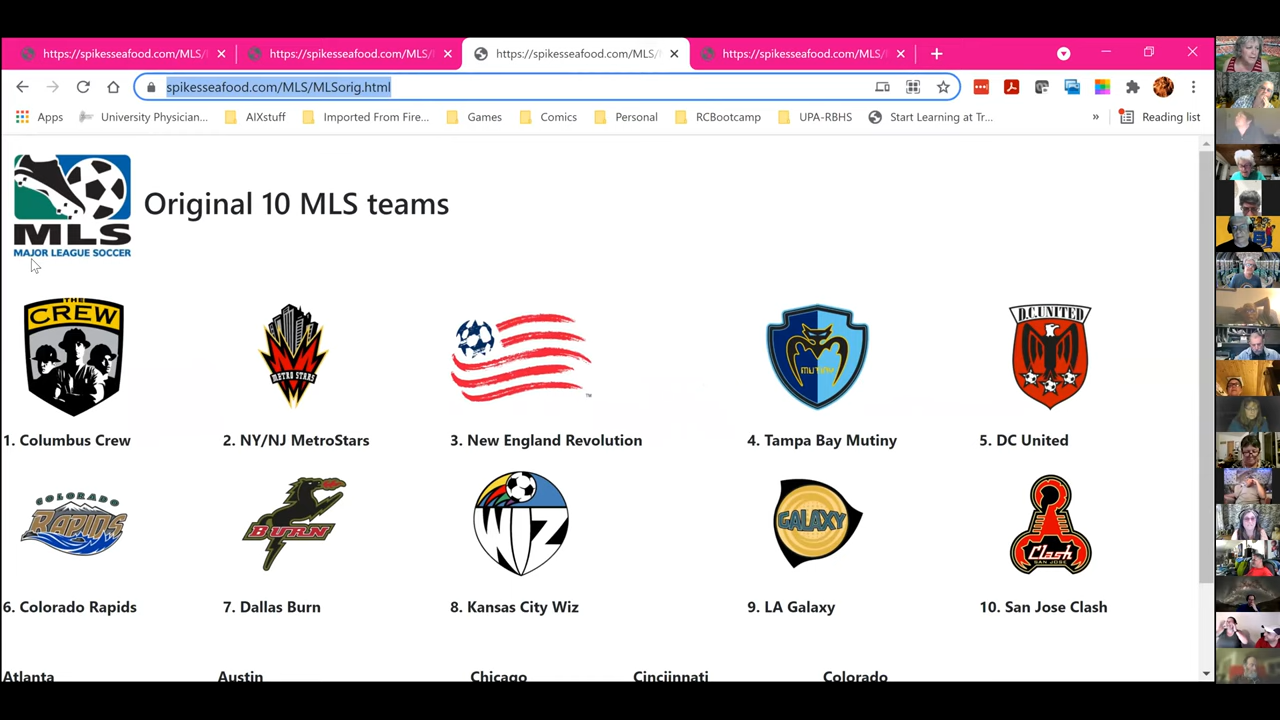 https://spikesseafood.com/MLS/ https://spikesseafood.com/MLS/ https://spikesseafood.com/MLS/ https://spikesseafood.com/MLS/
spikesseafood.com/MLS/MLSorig.html
Apps University Physician... AIXstuff Imported From Fire... Games Comics Personal RCBootcamp UPA-RBHS Start Learning at Tr... » Reading list
MLS
MAJOR LEAGUE SOCCER
Original 10 MLS teams
THE
CREW
METRO STARS
TM
MUTINY
D.C.UNITED
1. Columbus Crew 2. NY/NJ MetroStars 3. New England Revolution 4. Tampa Bay Mutiny 5. DC United
COLORADO
RAPIDS
BURN
WIZ
GALAXY
Clash
SAN JOSE
6. Colorado Rapids 7. Dallas Burn 8. Kansas City Wiz 9. LA Galaxy 10. San Jose Clash
Atlanta Austin Chicago Cinciinnati Colorado